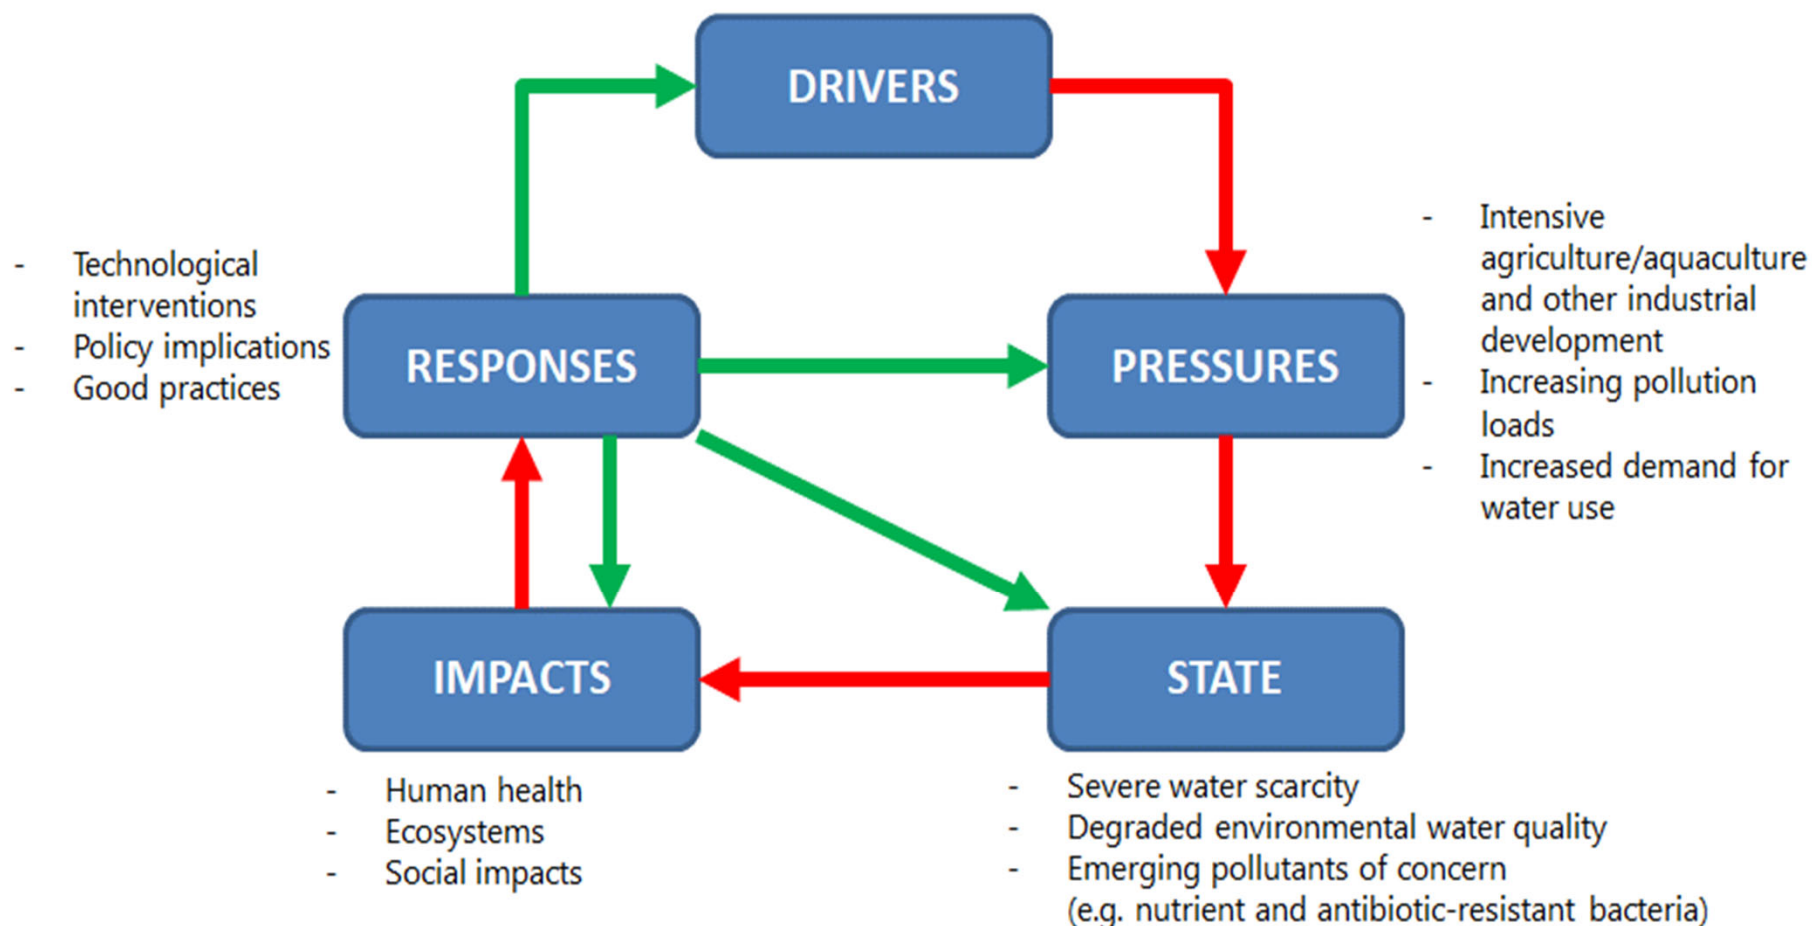 DRIVERS
- Technological
interventions
- Policy implications
- Good practices
RESPONSES
PRESSURES
- Intensive
agriculture/aquaculture
and other industrial
development
- Increasing pollution
loads
- Increased demand for
water use
IMPACTS
STATE
- Human health
- Ecosystems
- Social impacts
- Severe water scarcity
- Degraded environmental water quality
- Emerging pollutants of concern
(e.g. nutrient and antibiotic-resistant bacteria)